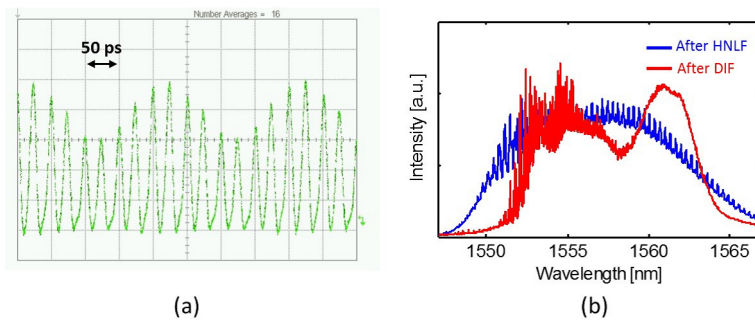 Number Averages = 16
50 ps
After HNLF
After DIF
Intensity [a.u.]
1550 1555 1560 1565
Wavelength [nm]
(a) (b)